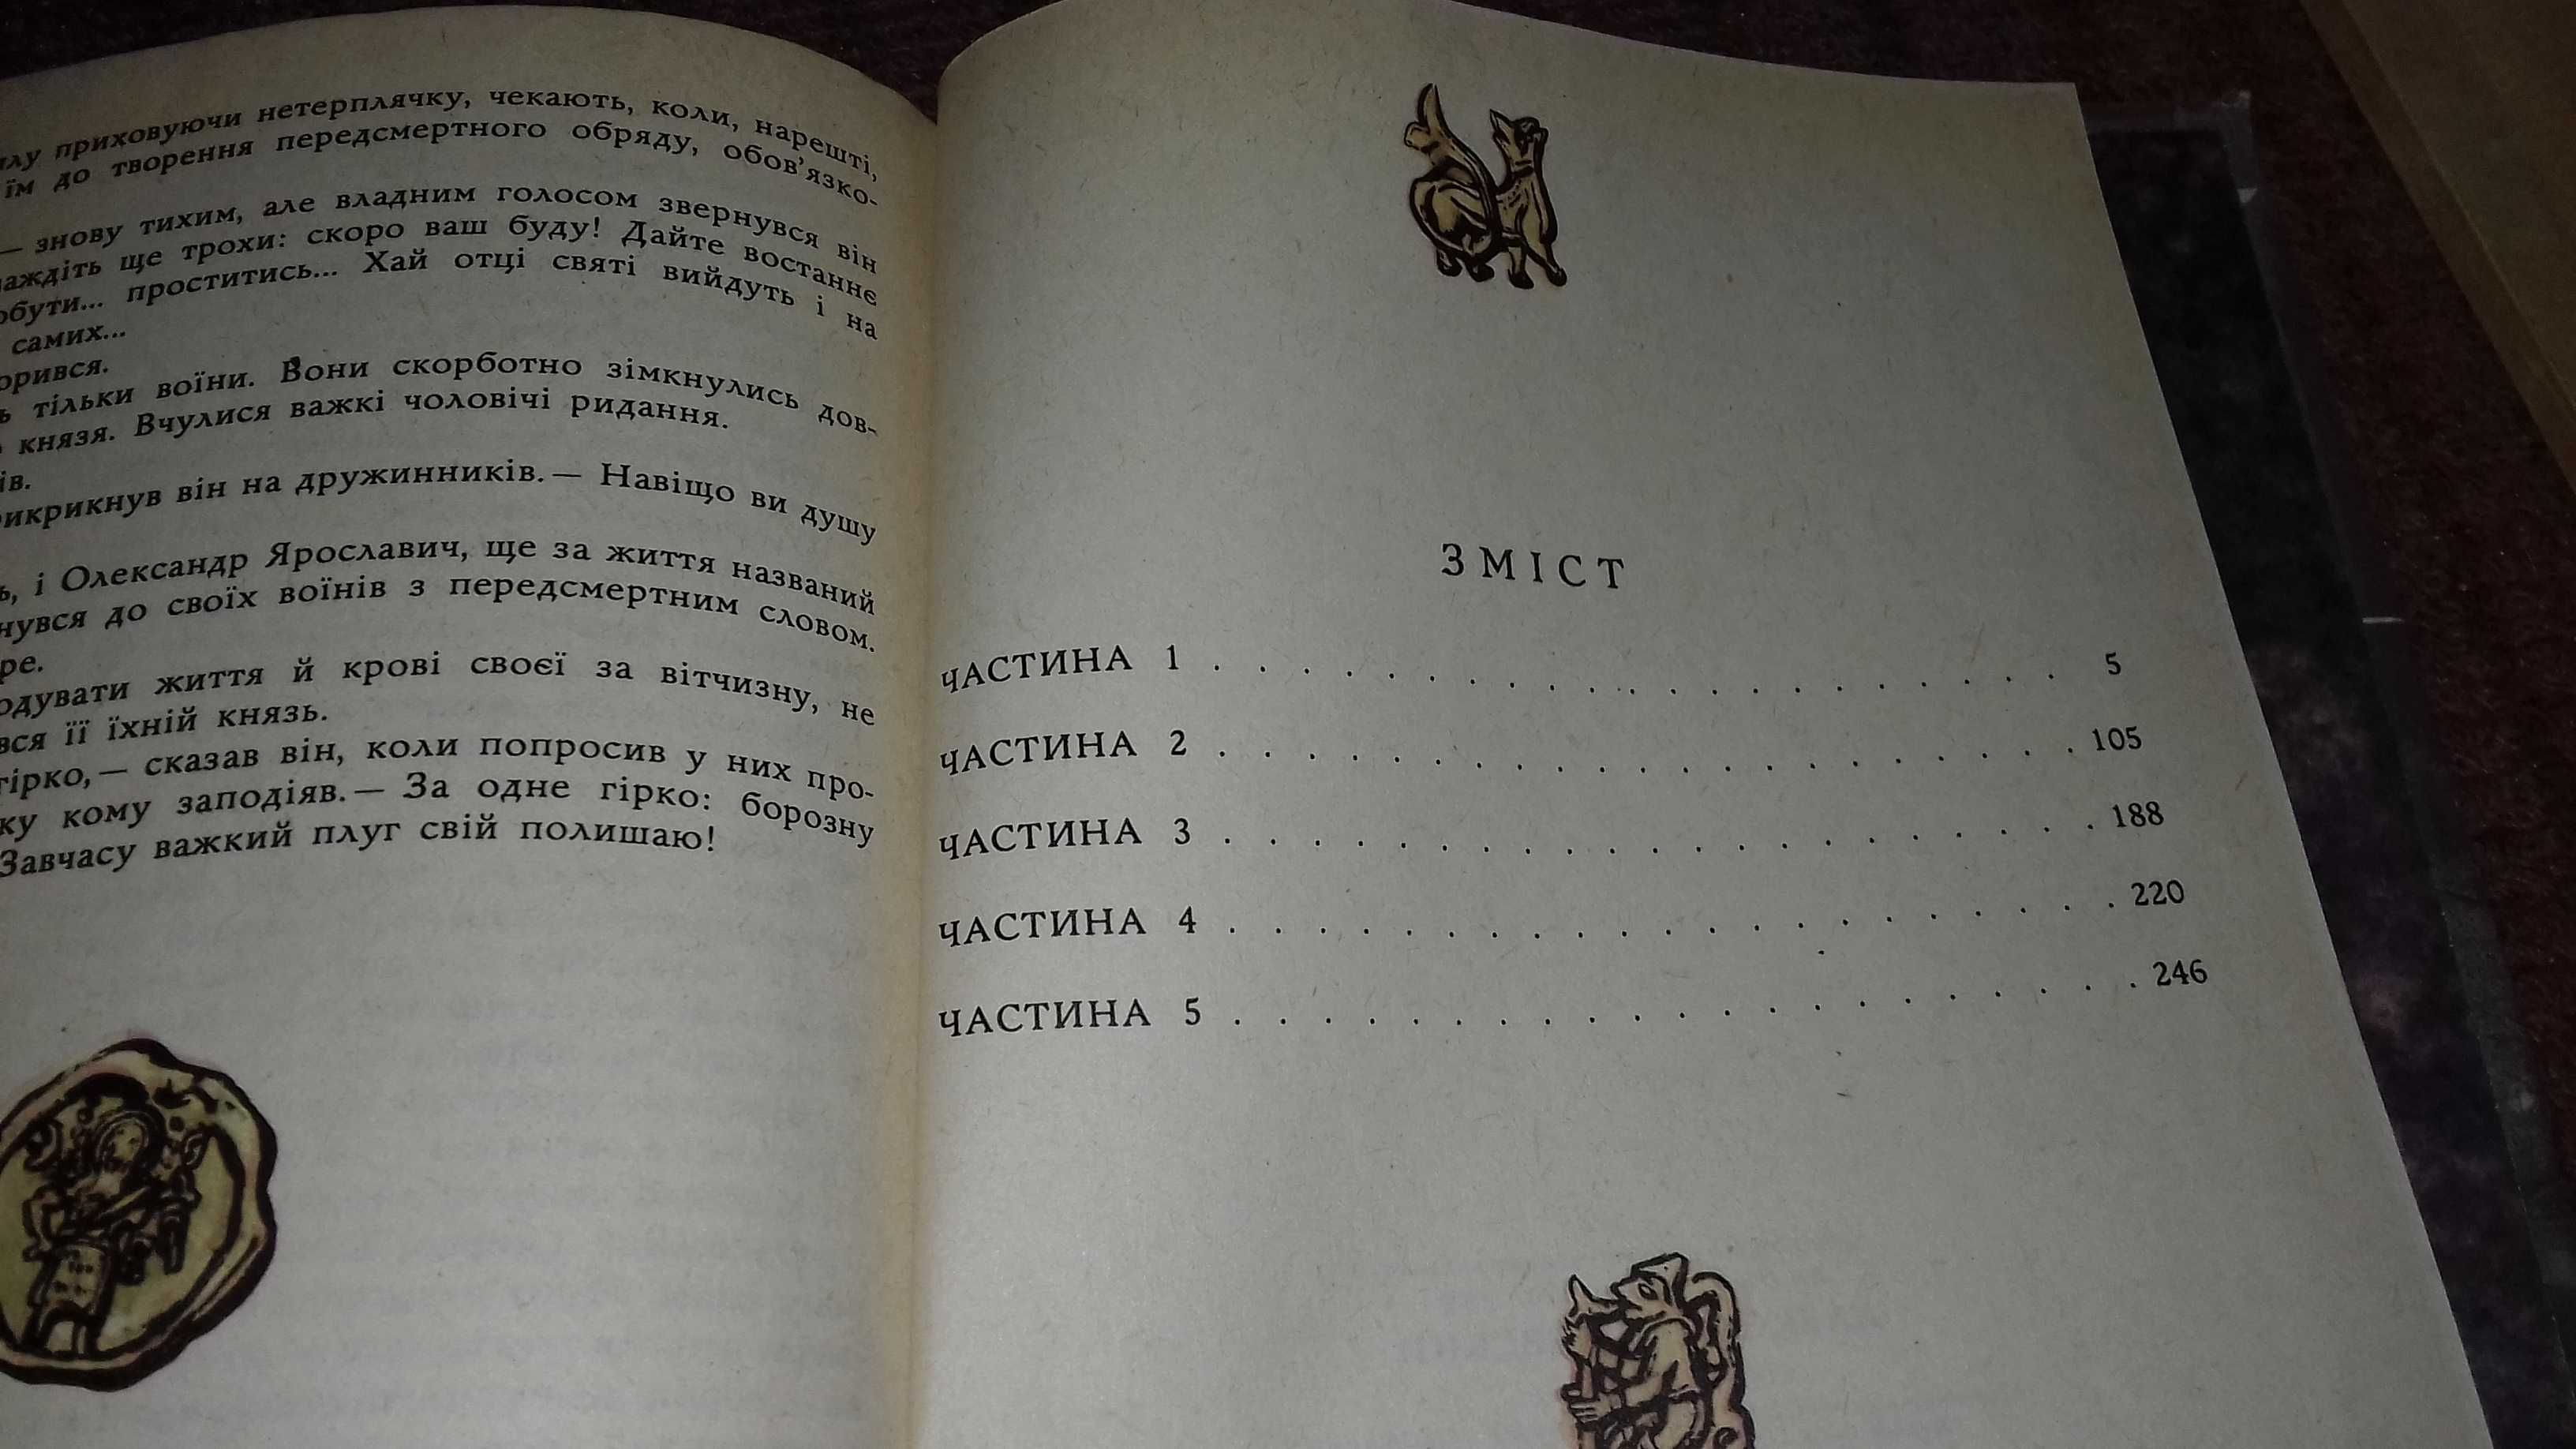 приховуючи нетерплячку, чекають, коли, нарешті,
їм до творення передсмертного обряду, обов'язко-
— знову тихим, але владним голосом звернувся він
ще трохи: скоро ваш буду! Дайте востаннє
проститись... Хай отці святі вийдуть і на
самих...
тільки воїни. Вони скорботно зімкнулись дов-
князя. Вчулися важкі чоловічі ридання.
він на дружинників. — Навіщо ви душу
і Олександр Ярославич, ще за життя названий
до своїх воїнів з передсмертним словом.
життя й крові своєї за вітчизну, не
її їхній князь.
гірко, — сказав він, коли попросив у них про-
кому заподіяв. — За одне гірко: борозну
Завчасу важкий плуг свій полишаю!
ЗМІСТ
ЧАСТИНА 1 . . . . . . . . . . . . . . . . . . . . 5
ЧАСТИНА 2 . . . . . . . . . . . . . . . . . . . . 105
ЧАСТИНА 3 . . . . . . . . . . . . . . . . . . . . 188
ЧАСТИНА 4 . . . . . . . . . . . . . . . . . . . . 220
ЧАСТИНА 5 . . . . . . . . . . . . . . . . . . . . 246